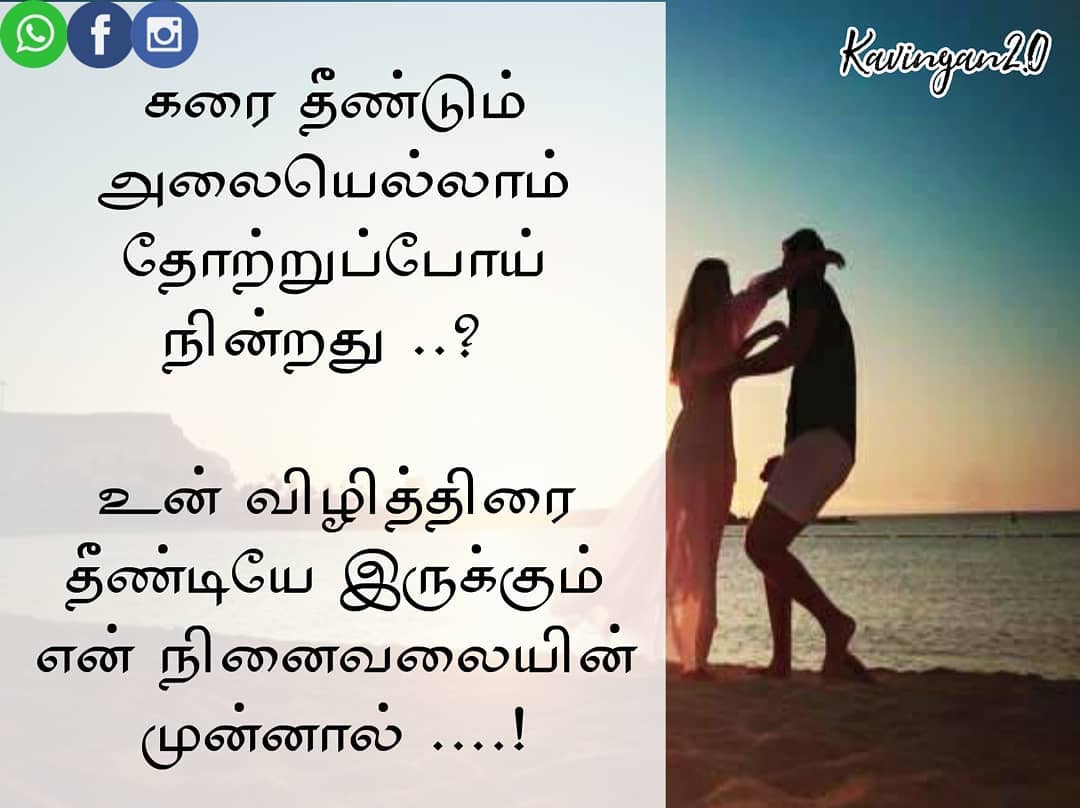 Kavingan2.0
கரை தீண்டும்
அலையெல்லாம்
தோற்றுப்போய்
நின்றது ..?
உன் விழித்திரை
தீண்டியே இருக்கும்
என் நினைவலையின்
முன்னால் ....!